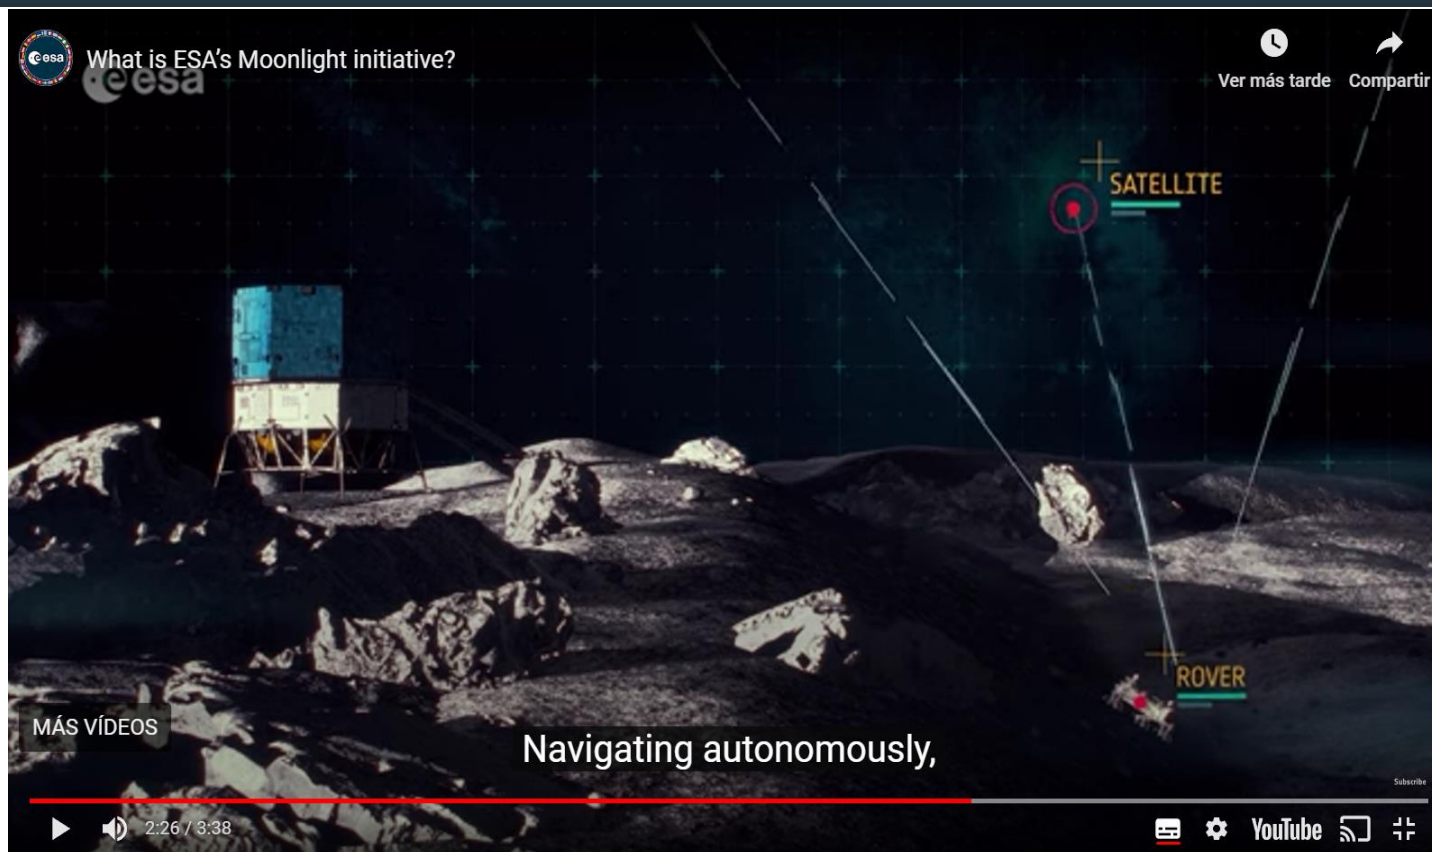 esa
What is ESA's Moonlight initiative?
esa
Ver más tarde
Compartir
SATELLITE
ROVER
MÁS VÍDEOS
Navigating autonomously,
Subscribe
2:26 / 3:38
YouTube